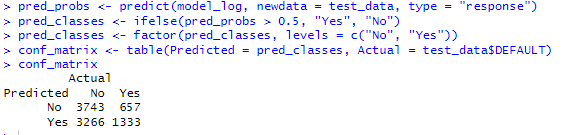 > pred_probs <- predict(model_log, newdata = test_data, type = "response")
> pred_classes <- ifelse(pred_probs > 0.5, "Yes", "No")
> pred_classes <- factor(pred_classes, levels = c("No", "Yes"))
> conf_matrix <- table(Predicted = pred_classes, Actual = test_data$DEFAULT)
> conf_matrix
         Actual
Predicted   No  Yes
      No  3743  657
      Yes 3266 1333